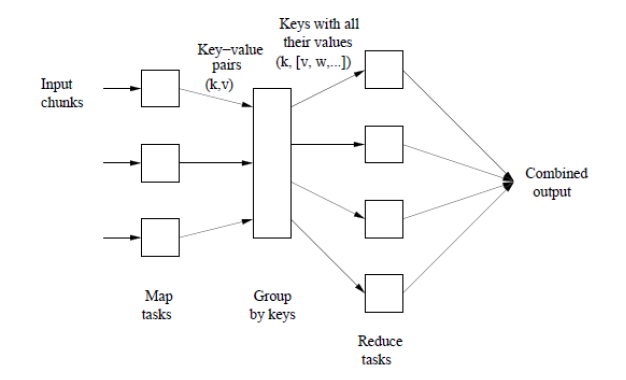 Keys with all
their values
(k, [v, w,...])
Key−value
pairs
(k,v)
Input
chunks
Combined
output
Map
tasks
Group
by keys
Reduce
tasks